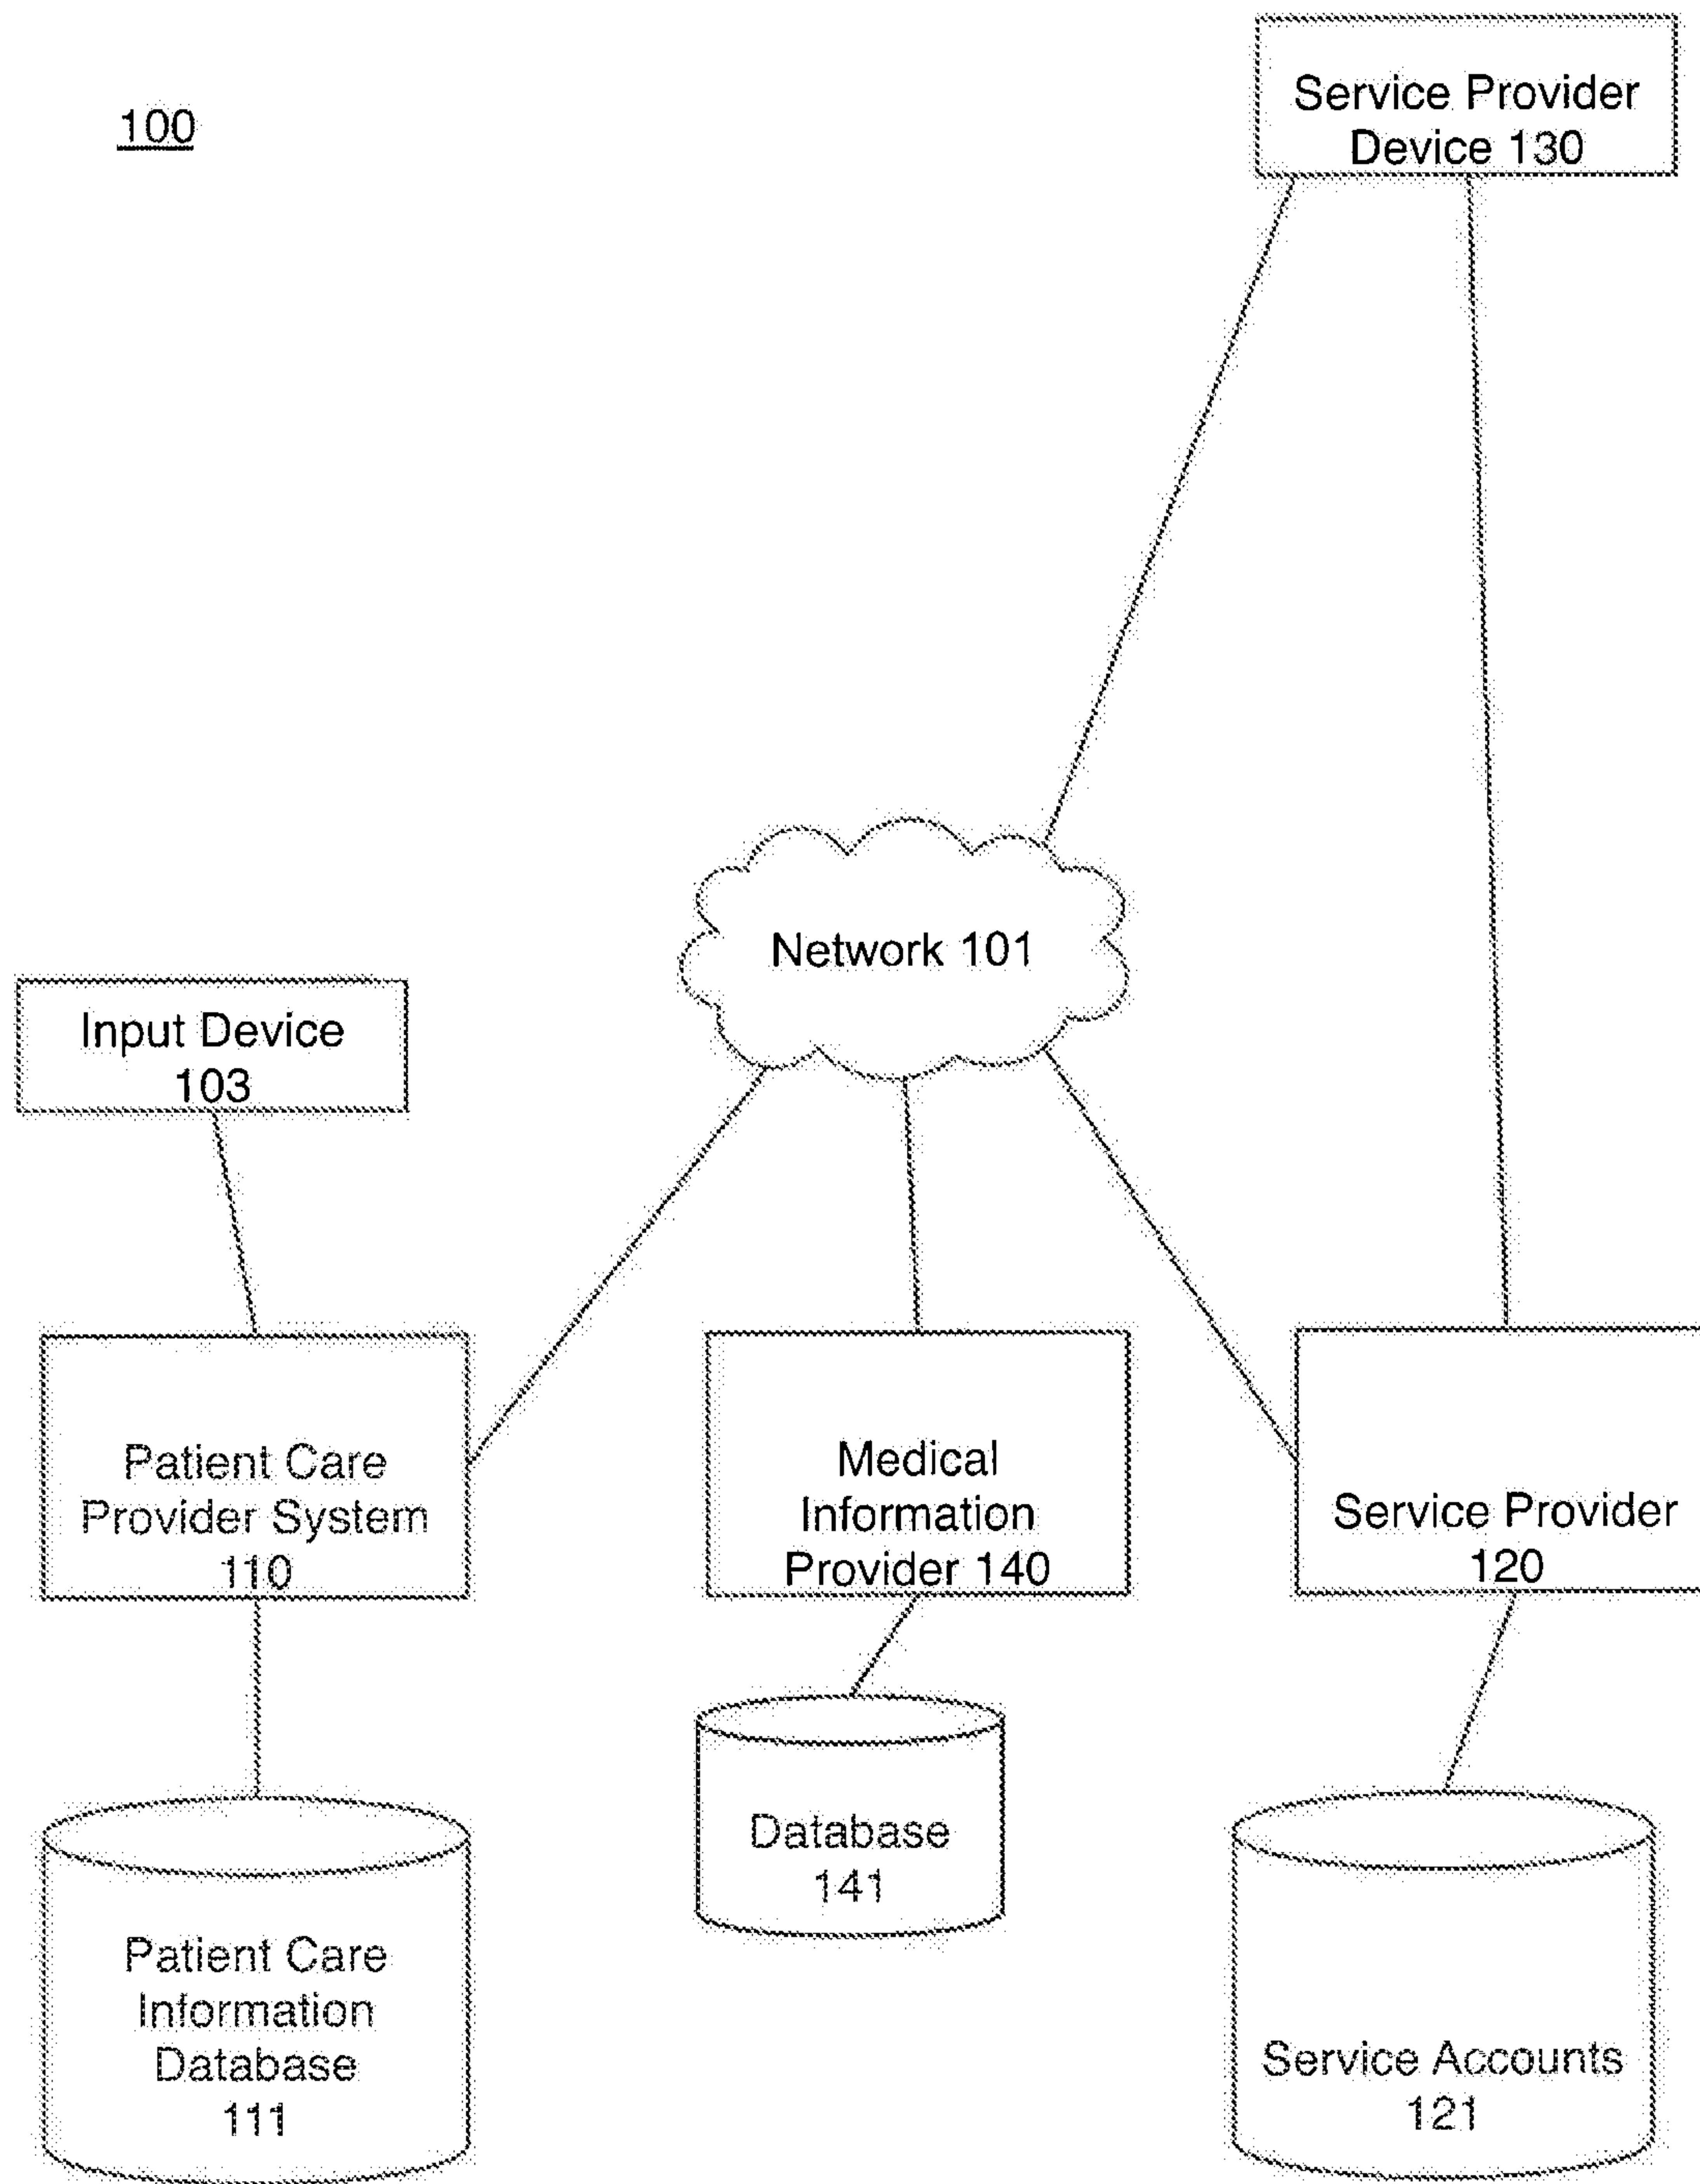 100
Service Provider
Device 130
Network 101
Input Device
103
Patient Care
Provider System
110
Medical
Information
Provider 140
Service Provider
120
Database
141
Patient Care
Information
Database
111
Service Accounts
121